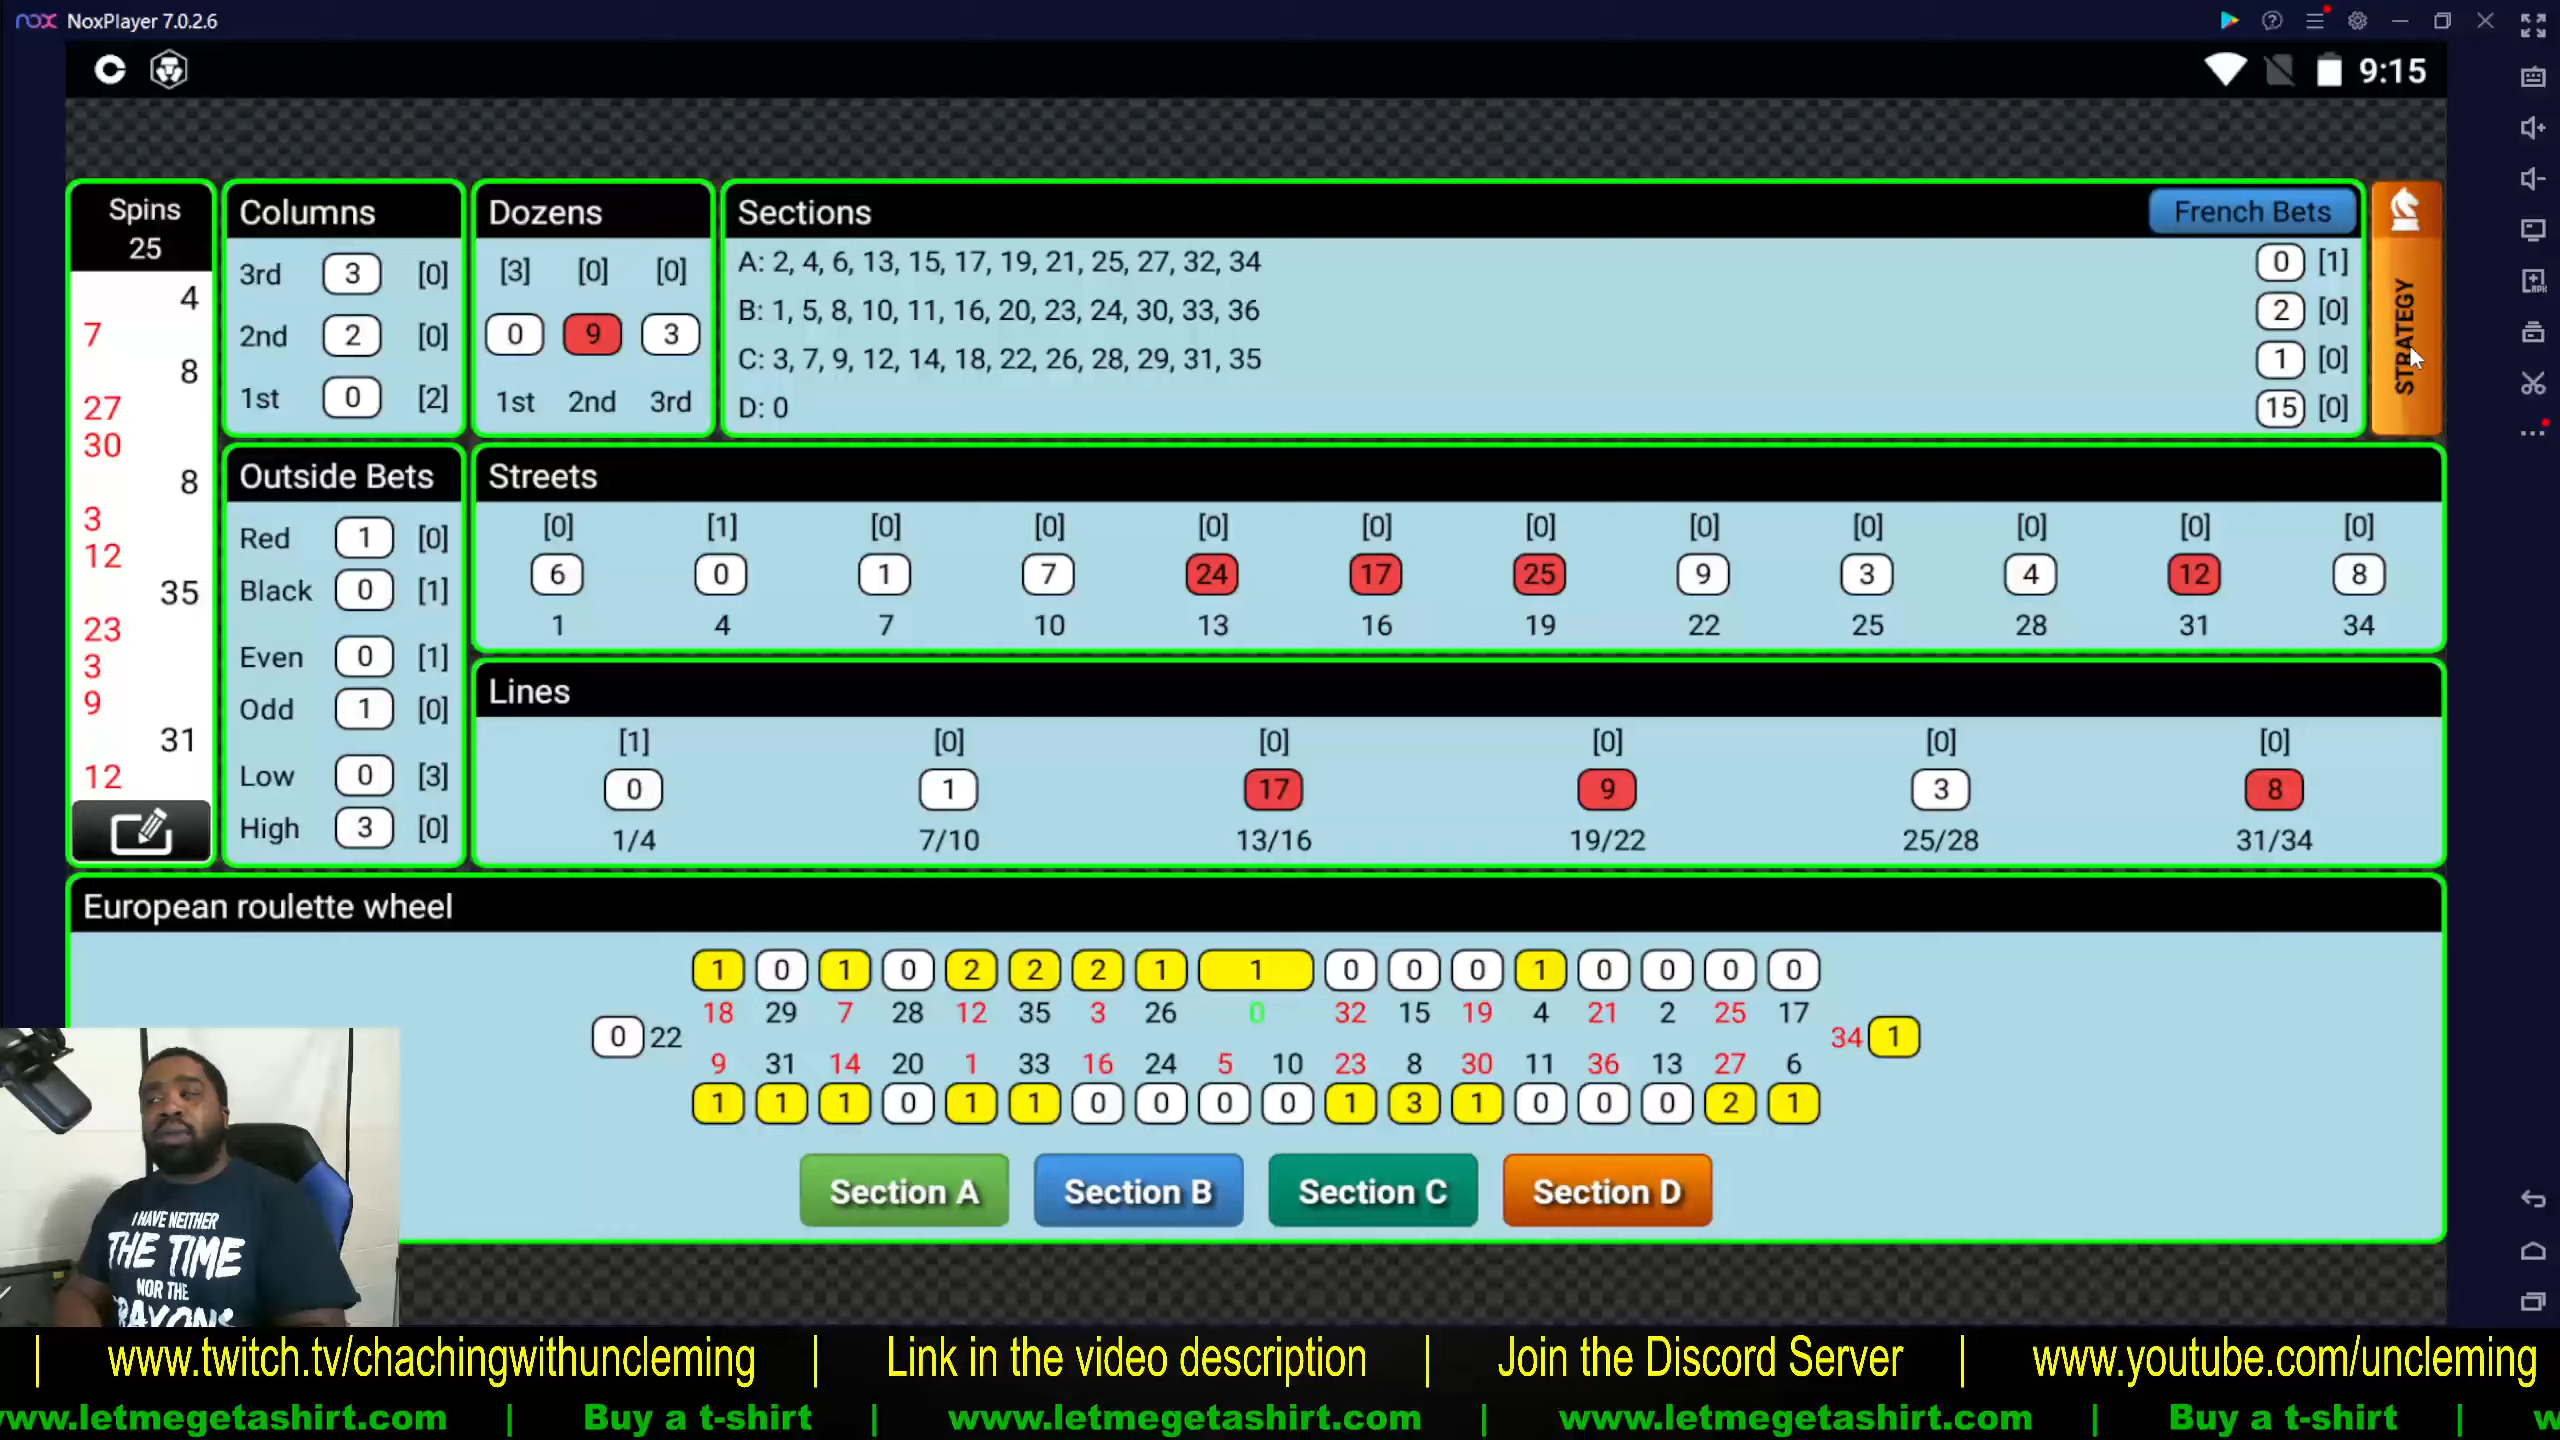 nox NoxPlayer 7.0.2.6
9:15
Spins
25
4
7
8
27
30
8
3
12
35
23
3
9
31
12
Columns
3rd 3 [0]
2nd 2 [0]
1st 0 [2]
Dozens
[3] [0] [0]
0 9 3
1st 2nd 3rd
Sections French Bets
A: 2, 4, 6, 13, 15, 17, 19, 21, 25, 27, 32, 34 0 [1]
B: 1, 5, 8, 10, 11, 16, 20, 23, 24, 30, 33, 36 2 [0]
C: 3, 7, 9, 12, 14, 18, 22, 26, 28, 29, 31, 35 1 [0]
D: 0 15 [0]
STRATEGY
Outside Bets
Red 1 [0]
Black 0 [1]
Even 0 [1]
Odd 1 [0]
Low 0 [3]
High 3 [0]
Streets
[0] [1] [0] [0] [0] [0] [0] [0] [0] [0] [0] [0]
6 0 1 7 24 17 25 9 3 4 12 8
1 4 7 10 13 16 19 22 25 28 31 34
Lines
[1] [0] [0] [0] [0] [0]
0 1 17 9 3 8
1/4 7/10 13/16 19/22 25/28 31/34
European roulette wheel
1 0 1 0 2 2 2 1 1 0 0 0 1 0 0 0 0
18 29 7 28 12 35 3 26 0 32 15 19 4 21 2 25 17
0 22 34 1
9 31 14 20 1 33 16 24 5 10 23 8 30 11 36 13 27 6
1 1 1 0 1 1 0 0 0 0 1 3 1 0 0 0 2 1
Section A Section B Section C Section D
I HAVE NEITHER
THE TIME
NOR THE
CRAYONS
| www.twitch.tv/chachingwithuncleming | Link in the video description | Join the Discord Server | www.youtube.com/uncleming
www.letmegetashirt.com | Buy a t-shirt | www.letmegetashirt.com | www.letmegetashirt.com | Buy a t-shirt | w